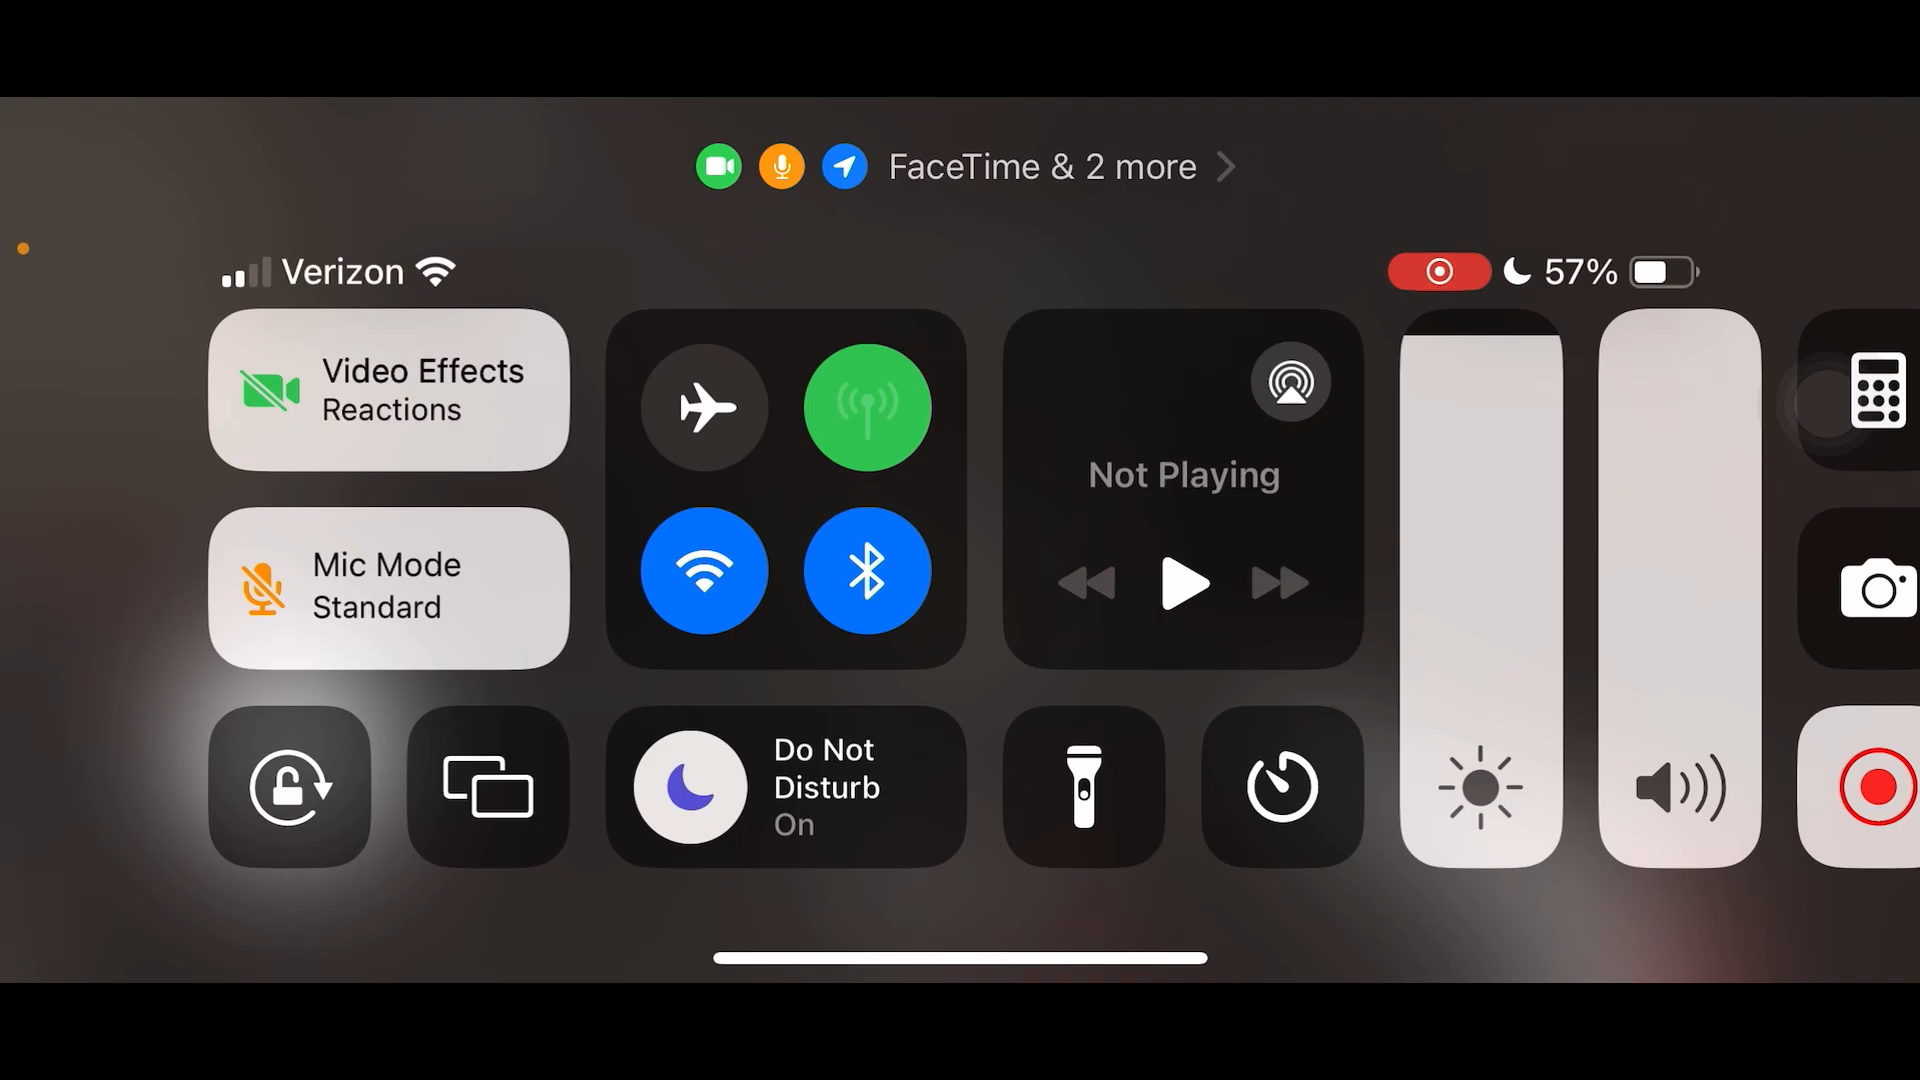 FaceTime & 2 more
Verizon
57%
Video Effects
Reactions
Mic Mode
Standard
Not Playing
Do Not
Disturb
On